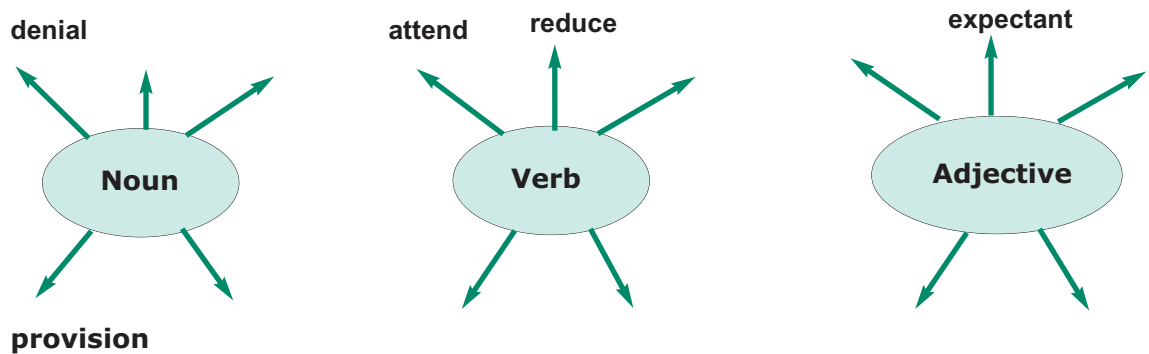 denial
attend
reduce
expectant
Noun
Verb
Adjective
provision